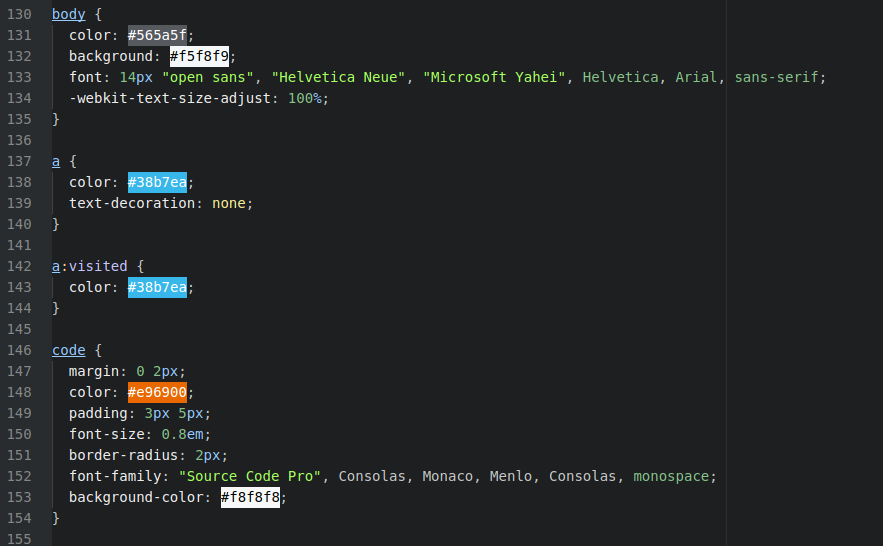 130 body {
131   color: #565a5f;
132   background: #f5f8f9;
133   font: 14px "open sans", "Helvetica Neue", "Microsoft Yahei", Helvetica, Arial, sans-serif;
134   -webkit-text-size-adjust: 100%;
135 }
136
137 a {
138   color: #38b7ea;
139   text-decoration: none;
140 }
141
142 a:visited {
143   color: #38b7ea;
144 }
145
146 code {
147   margin: 0 2px;
148   color: #e96900;
149   padding: 3px 5px;
150   font-size: 0.8em;
151   border-radius: 2px;
152   font-family: "Source Code Pro", Consolas, Monaco, Menlo, Consolas, monospace;
153   background-color: #f8f8f8;
154 }
155